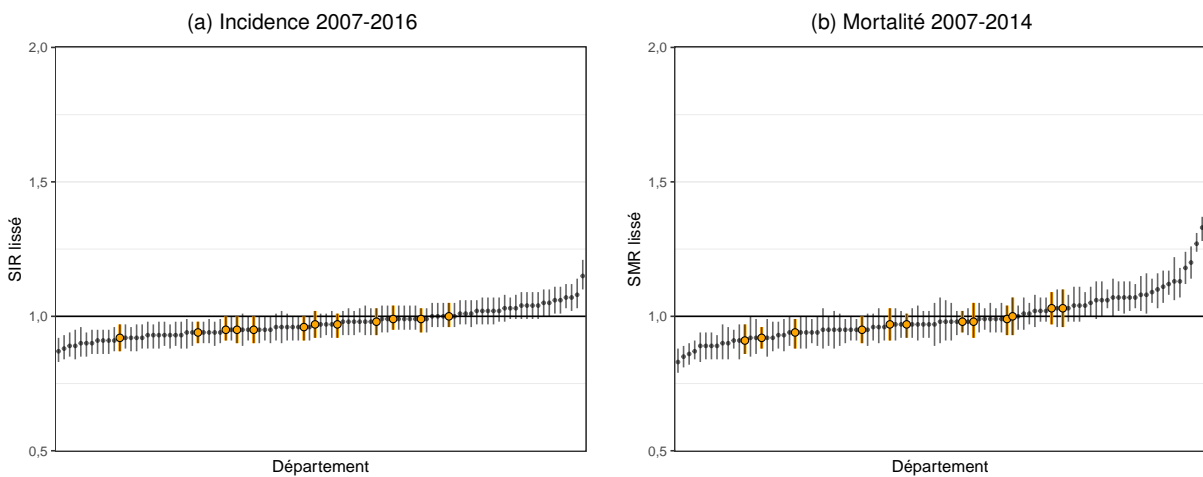 (a) Incidence 2007-2016
2,0
1,5
1,0
0,5
SIR lissé
Département
(b) Mortalité 2007-2014
2,0
1,5
1,0
0,5
SMR lissé
Département